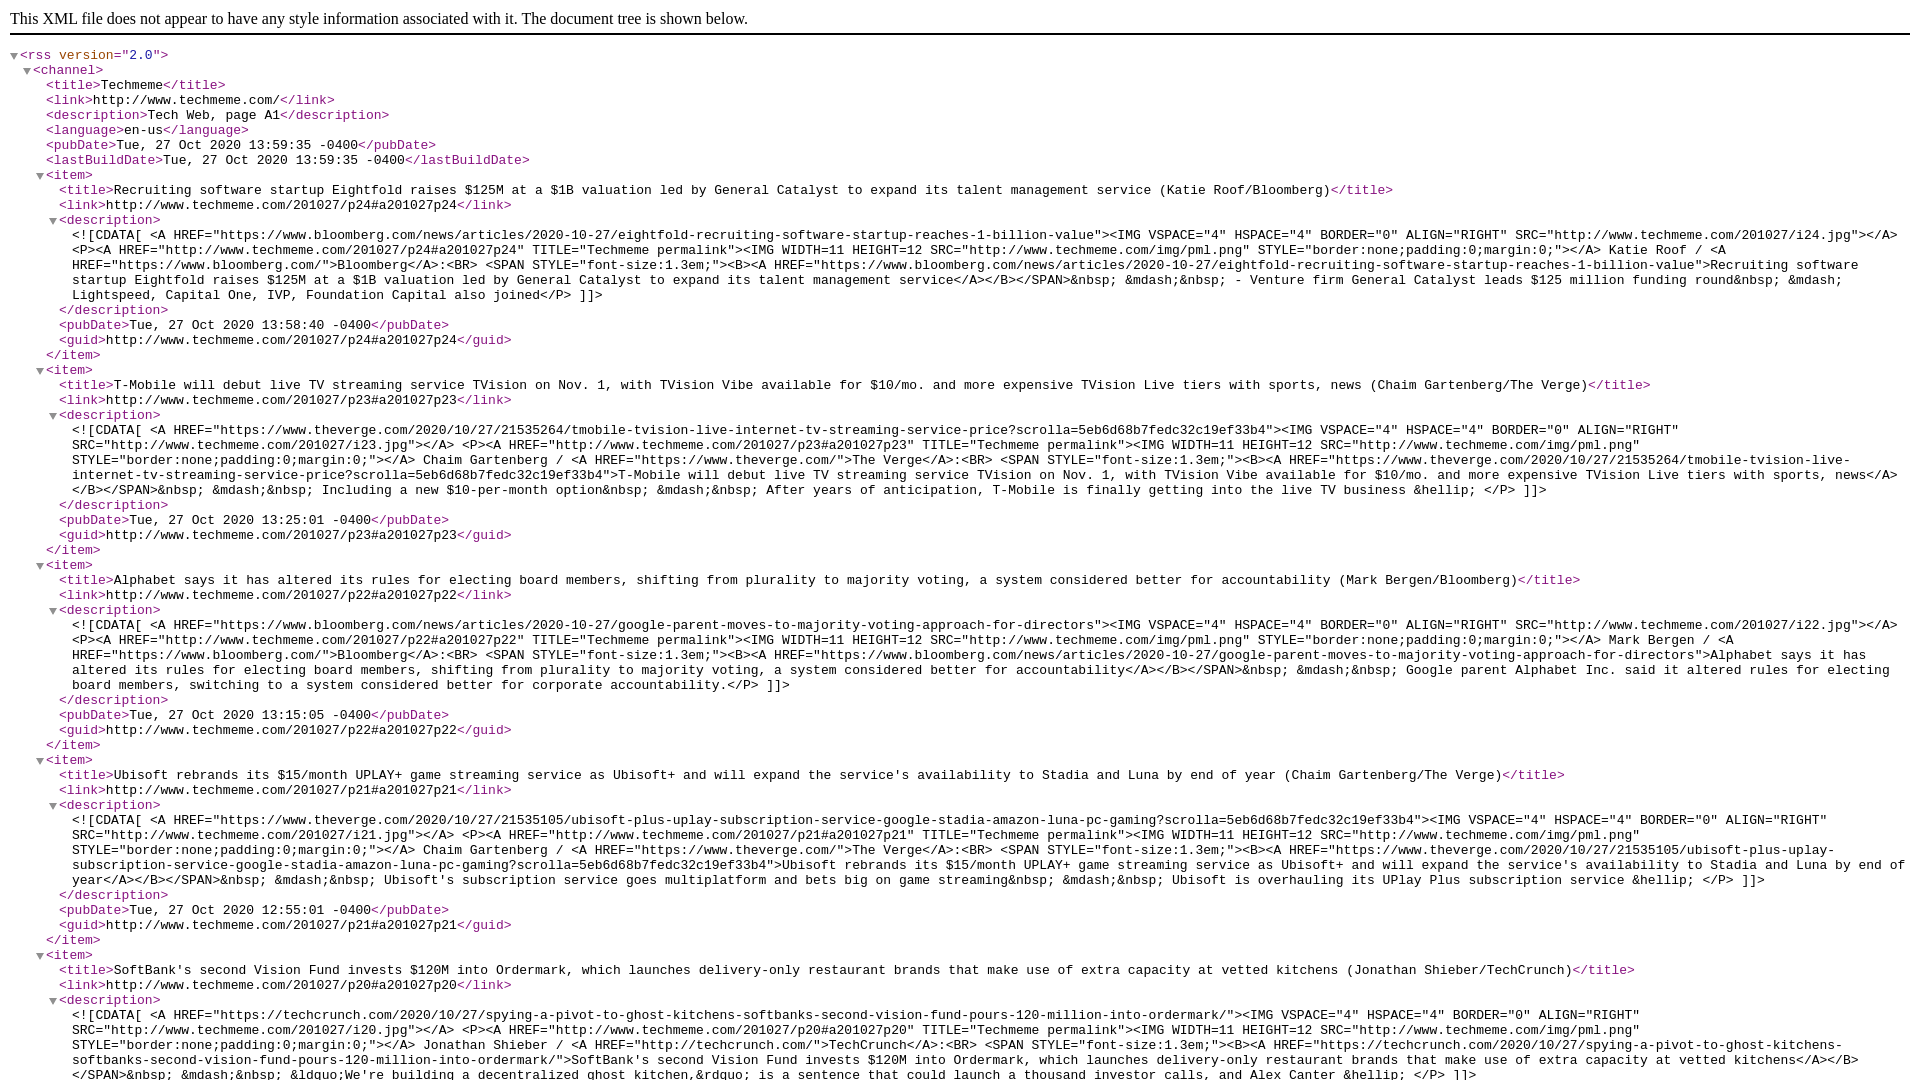 This XML file does not appear to have any style information associated with it. The document tree is shown below.
<rss version="2.0">
<channel>
<title>Techmeme</title>
<link>http://www.techmeme.com/</link>
<description>Tech Web, page A1</description>
<language>en-us</language>
<pubDate>Tue, 27 Oct 2020 13:59:35 -0400</pubDate>
<lastBuildDate>Tue, 27 Oct 2020 13:59:35 -0400</lastBuildDate>
<item>
<title>Recruiting software startup Eightfold raises $125M at a $1B valuation led by General Catalyst to expand its talent management service (Katie Roof/Bloomberg)</title>
<link>http://www.techmeme.com/201027/p24#a201027p24</link>
<description>
<![CDATA[ <A HREF="https://www.bloomberg.com/news/articles/2020-10-27/eightfold-recruiting-software-startup-reaches-1-billion-value"><IMG VSPACE="4" HSPACE="4" BORDER="0" ALIGN="RIGHT" SRC="http://www.techmeme.com/201027/i24.jpg"></A>
<P><A HREF="http://www.techmeme.com/201027/p24#a201027p24" TITLE="Techmeme permalink"><IMG WIDTH=11 HEIGHT=12 SRC="http://www.techmeme.com/img/pml.png" STYLE="border:none;padding:0;margin:0;"></A> Katie Roof / <A
HREF="https://www.bloomberg.com/">Bloomberg</A>:<BR> <SPAN STYLE="font-size:1.3em;"><B><A HREF="https://www.bloomberg.com/news/articles/2020-10-27/eightfold-recruiting-software-startup-reaches-1-billion-value">Recruiting software
startup Eightfold raises $125M at a $1B valuation led by General Catalyst to expand its talent management service</A></B></SPAN>&nbsp; &mdash;&nbsp; - Venture firm General Catalyst leads $125 million funding round&nbsp; &mdash;
Lightspeed, Capital One, IVP, Foundation Capital also joined</P> ]]>
</description>
<pubDate>Tue, 27 Oct 2020 13:58:40 -0400</pubDate>
<guid>http://www.techmeme.com/201027/p24#a201027p24</guid>
</item>
<item>
<title>T-Mobile will debut live TV streaming service TVision on Nov. 1, with TVision Vibe available for $10/mo. and more expensive TVision Live tiers with sports, news (Chaim Gartenberg/The Verge)</title>
<link>http://www.techmeme.com/201027/p23#a201027p23</link>
<description>
<![CDATA[ <A HREF="https://www.theverge.com/2020/10/27/21535264/tmobile-tvision-live-internet-tv-streaming-service-price?scrolla=5eb6d68b7fedc32c19ef33b4"><IMG VSPACE="4" HSPACE="4" BORDER="0" ALIGN="RIGHT"
SRC="http://www.techmeme.com/201027/i23.jpg"></A> <P><A HREF="http://www.techmeme.com/201027/p23#a201027p23" TITLE="Techmeme permalink"><IMG WIDTH=11 HEIGHT=12 SRC="http://www.techmeme.com/img/pml.png"
STYLE="border:none;padding:0;margin:0;"></A> Chaim Gartenberg / <A HREF="https://www.theverge.com/">The Verge</A>:<BR> <SPAN STYLE="font-size:1.3em;"><B><A HREF="https://www.theverge.com/2020/10/27/21535264/tmobile-tvision-live-
internet-tv-streaming-service-price?scrolla=5eb6d68b7fedc32c19ef33b4">T-Mobile will debut live TV streaming service TVision on Nov. 1, with TVision Vibe available for $10/mo. and more expensive TVision Live tiers with sports, news</A>
</B></SPAN>&nbsp; &mdash;&nbsp; Including a new $10-per-month option&nbsp; &mdash;&nbsp; After years of anticipation, T-Mobile is finally getting into the live TV business &hellip; </P> ]]>
</description>
<pubDate>Tue, 27 Oct 2020 13:25:01 -0400</pubDate>
<guid>http://www.techmeme.com/201027/p23#a201027p23</guid>
</item>
<item>
<title>Alphabet says it has altered its rules for electing board members, shifting from plurality to majority voting, a system considered better for accountability (Mark Bergen/Bloomberg)</title>
<link>http://www.techmeme.com/201027/p22#a201027p22</link>
<description>
<![CDATA[ <A HREF="https://www.bloomberg.com/news/articles/2020-10-27/google-parent-moves-to-majority-voting-approach-for-directors"><IMG VSPACE="4" HSPACE="4" BORDER="0" ALIGN="RIGHT" SRC="http://www.techmeme.com/201027/i22.jpg"></A>
<P><A HREF="http://www.techmeme.com/201027/p22#a201027p22" TITLE="Techmeme permalink"><IMG WIDTH=11 HEIGHT=12 SRC="http://www.techmeme.com/img/pml.png" STYLE="border:none;padding:0;margin:0;"></A> Mark Bergen / <A
HREF="https://www.bloomberg.com/">Bloomberg</A>:<BR> <SPAN STYLE="font-size:1.3em;"><B><A HREF="https://www.bloomberg.com/news/articles/2020-10-27/google-parent-moves-to-majority-voting-approach-for-directors">Alphabet says it has
altered its rules for electing board members, shifting from plurality to majority voting, a system considered better for accountability</A></B></SPAN>&nbsp; &mdash;&nbsp; Google parent Alphabet Inc. said it altered rules for electing
board members, switching to a system considered better for corporate accountability.</P> ]]>
</description>
<pubDate>Tue, 27 Oct 2020 13:15:05 -0400</pubDate>
<guid>http://www.techmeme.com/201027/p22#a201027p22</guid>
</item>
<item>
<title>Ubisoft rebrands its $15/month UPLAY+ game streaming service as Ubisoft+ and will expand the service's availability to Stadia and Luna by end of year (Chaim Gartenberg/The Verge)</title>
<link>http://www.techmeme.com/201027/p21#a201027p21</link>
<description>
<![CDATA[ <A HREF="https://www.theverge.com/2020/10/27/21535105/ubisoft-plus-uplay-subscription-service-google-stadia-amazon-luna-pc-gaming?scrolla=5eb6d68b7fedc32c19ef33b4"><IMG VSPACE="4" HSPACE="4" BORDER="0" ALIGN="RIGHT"
SRC="http://www.techmeme.com/201027/i21.jpg"></A> <P><A HREF="http://www.techmeme.com/201027/p21#a201027p21" TITLE="Techmeme permalink"><IMG WIDTH=11 HEIGHT=12 SRC="http://www.techmeme.com/img/pml.png"
STYLE="border:none;padding:0;margin:0;"></A> Chaim Gartenberg / <A HREF="https://www.theverge.com/">The Verge</A>:<BR> <SPAN STYLE="font-size:1.3em;"><B><A HREF="https://www.theverge.com/2020/10/27/21535105/ubisoft-plus-uplay-
subscription-service-google-stadia-amazon-luna-pc-gaming?scrolla=5eb6d68b7fedc32c19ef33b4">Ubisoft rebrands its $15/month UPLAY+ game streaming service as Ubisoft+ and will expand the service's availability to Stadia and Luna by end of
year</A></B></SPAN>&nbsp; &mdash;&nbsp; Ubisoft's subscription service goes multiplatform and bets big on game streaming&nbsp; &mdash;&nbsp; Ubisoft is overhauling its UPlay Plus subscription service &hellip; </P> ]]>
</description>
<pubDate>Tue, 27 Oct 2020 12:55:01 -0400</pubDate>
<guid>http://www.techmeme.com/201027/p21#a201027p21</guid>
</item>
<item>
<title>SoftBank's second Vision Fund invests $120M into Ordermark, which launches delivery-only restaurant brands that make use of extra capacity at vetted kitchens (Jonathan Shieber/TechCrunch)</title>
<link>http://www.techmeme.com/201027/p20#a201027p20</link>
<description>
<![CDATA[ <A HREF="https://techcrunch.com/2020/10/27/spying-a-pivot-to-ghost-kitchens-softbanks-second-vision-fund-pours-120-million-into-ordermark/"><IMG VSPACE="4" HSPACE="4" BORDER="0" ALIGN="RIGHT"
SRC="http://www.techmeme.com/201027/i20.jpg"></A> <P><A HREF="http://www.techmeme.com/201027/p20#a201027p20" TITLE="Techmeme permalink"><IMG WIDTH=11 HEIGHT=12 SRC="http://www.techmeme.com/img/pml.png"
STYLE="border:none;padding:0;margin:0;"></A> Jonathan Shieber / <A HREF="http://techcrunch.com/">TechCrunch</A>:<BR> <SPAN STYLE="font-size:1.3em;"><B><A HREF="https://techcrunch.com/2020/10/27/spying-a-pivot-to-ghost-kitchens-
softbanks-second-vision-fund-pours-120-million-into-ordermark/">SoftBank's second Vision Fund invests $120M into Ordermark, which launches delivery-only restaurant brands that make use of extra capacity at vetted kitchens</A></B>
</SPAN>&nbsp; &mdash;&nbsp; &ldquo;We're building a decentralized ghost kitchen,&rdquo; is a sentence that could launch a thousand investor calls, and Alex Canter &hellip; </P> ]]>